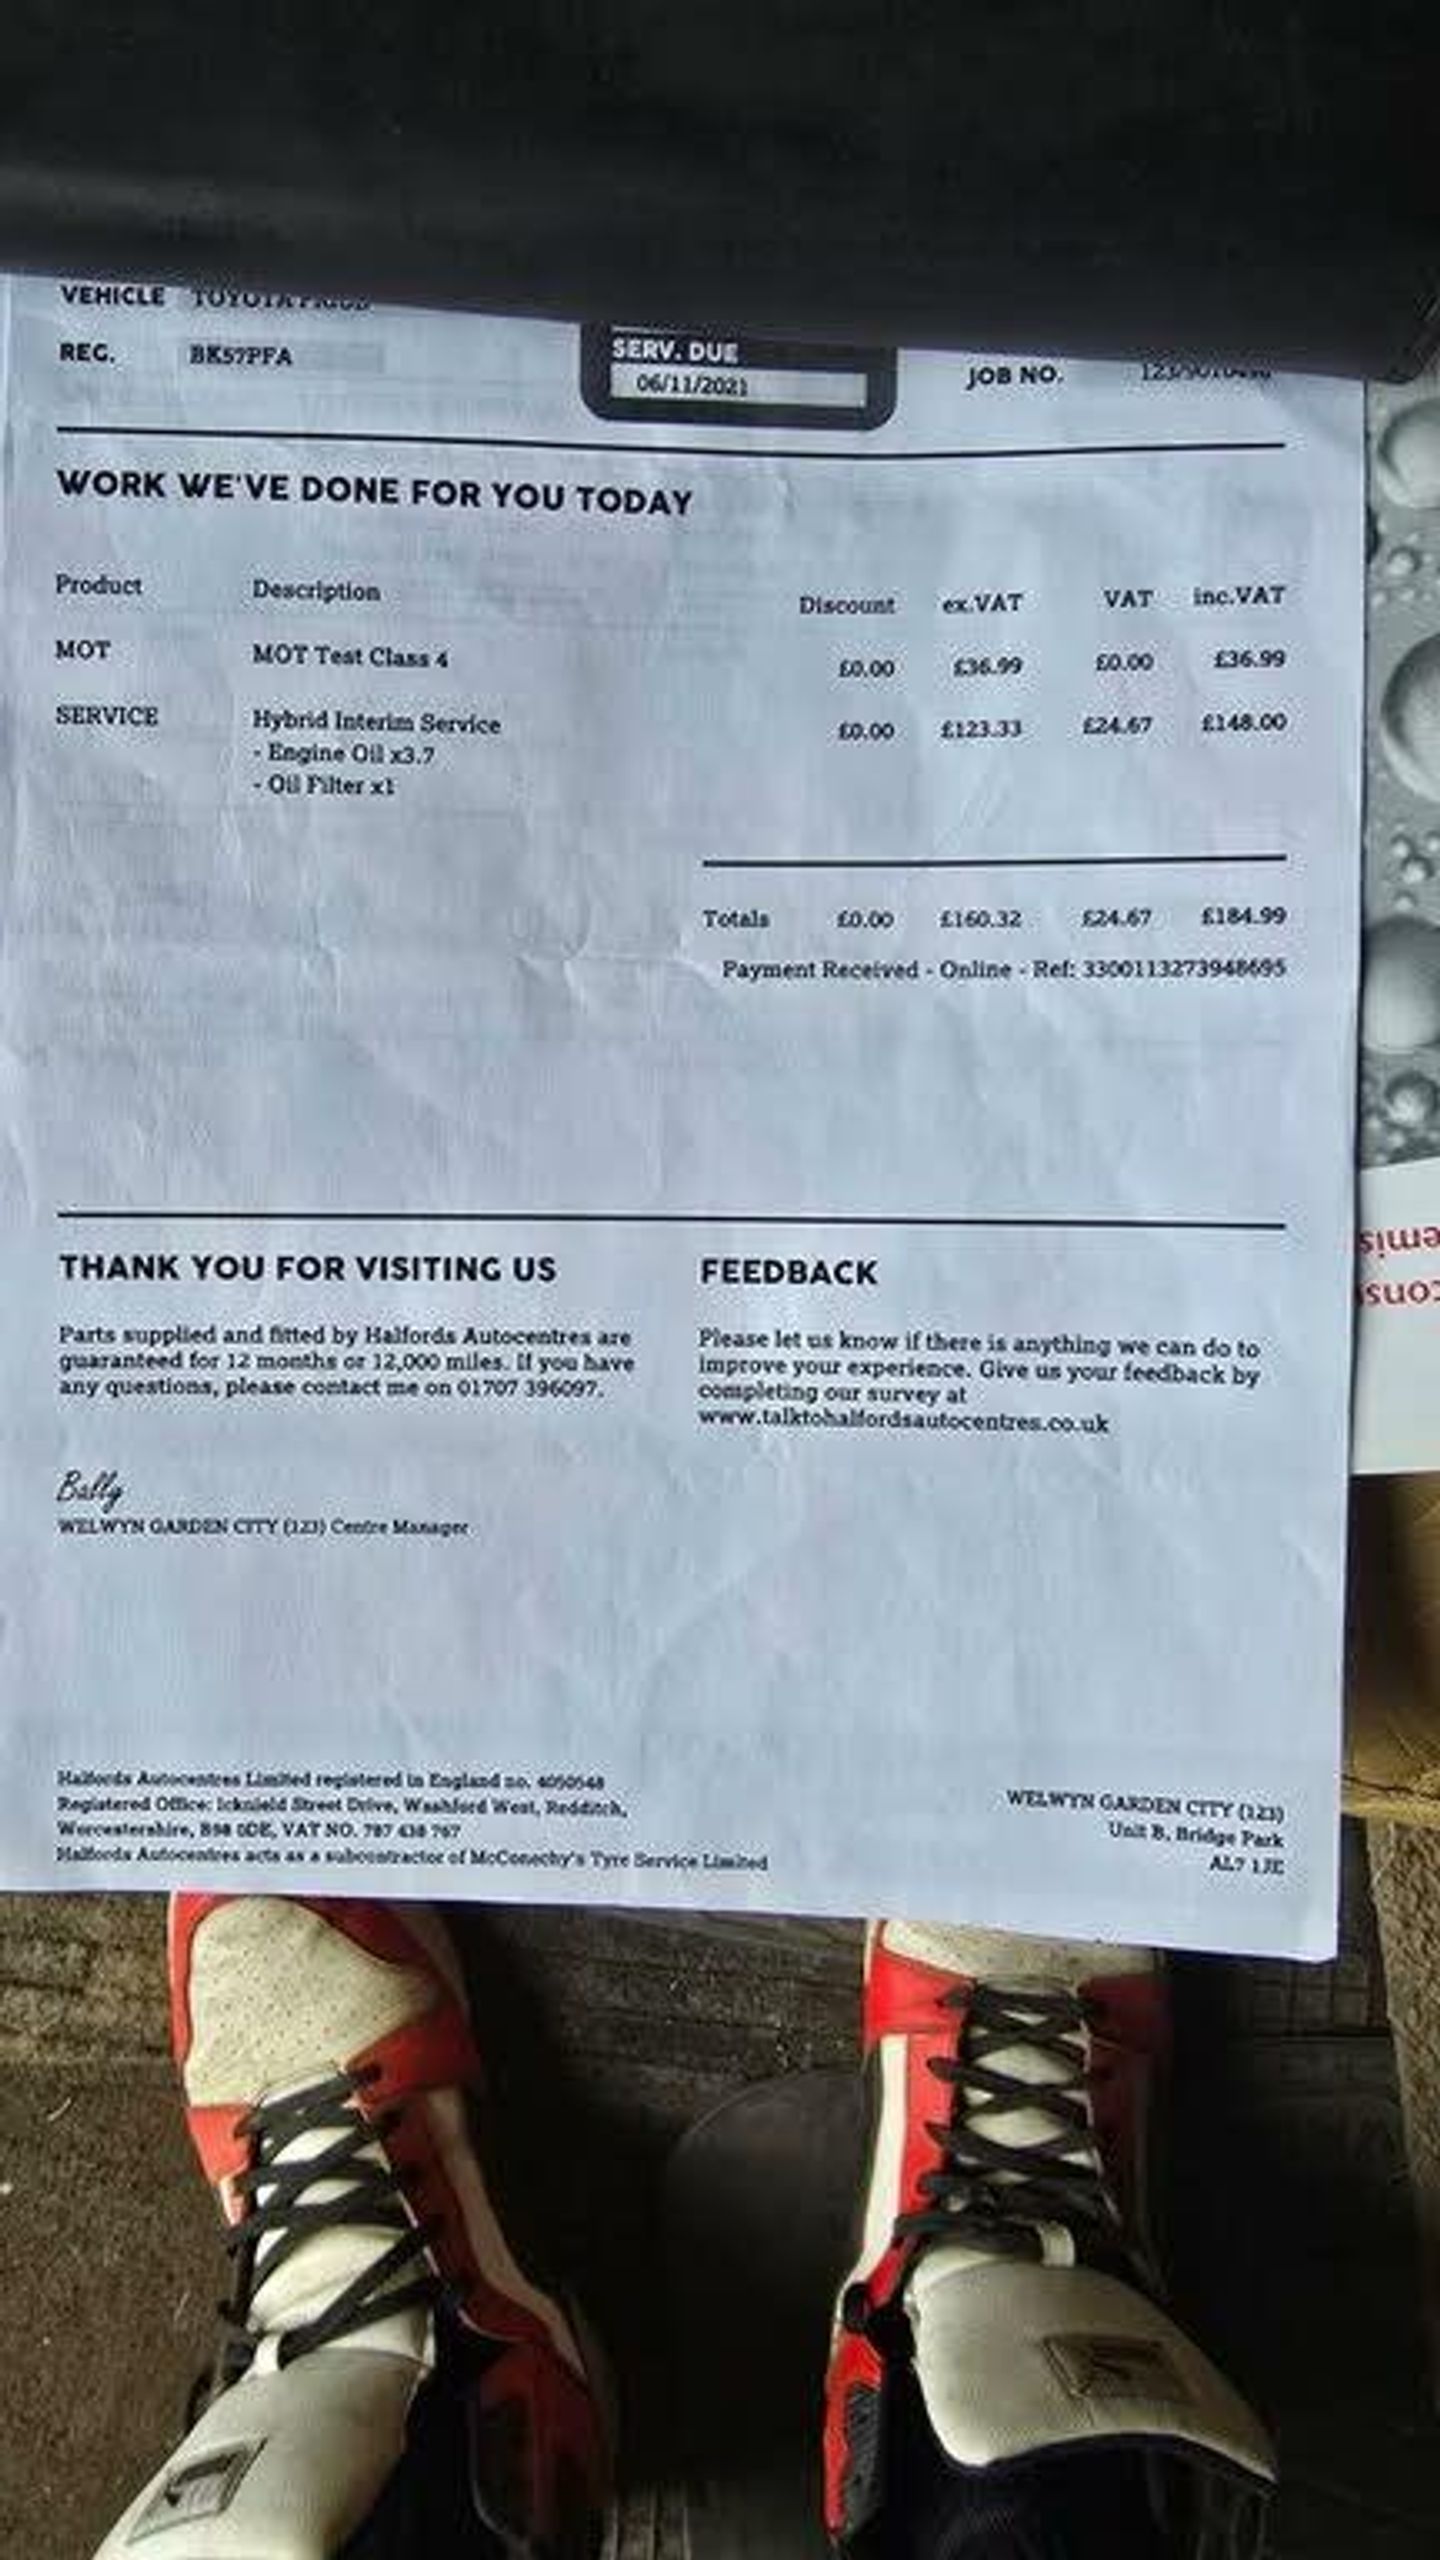 VEHICLE TOYOTA PRIUS
REG. BK57PFA
SERV. DUE
06/11/2021
JOB NO.
WORK WE'VE DONE FOR YOU TODAY
Product Description Discount ex.VAT VAT inc.VAT
MOT MOT Test Class 4 £0.00 £36.99 £0.00 £36.99
SERVICE Hybrid Interim Service £0.00 £123.33 £24.67 £148.00
- Engine Oil x3.7
- Oil Filter x1
Totals £0.00 £160.32 £24.67 £184.99
Payment Received - Online - Ref: 3300113273948695
THANK YOU FOR VISITING US
Parts supplied and fitted by Halfords Autocentres are
guaranteed for 12 months or 12,000 miles. If you have
any questions, please contact me on 01707 396097.
Bally
WELWYN GARDEN CITY (123) Centre Manager
FEEDBACK
Please let us know if there is anything we can do to
improve your experience. Give us your feedback by
completing our survey at
www.talktohalfordsautocentres.co.uk
Halfords Autocentres Limited registered in England no. 4050548
Registered Office: Icknield Street Drive, Washford West, Redditch,
Worcestershire, B98 0DE, VAT NO. 787 438 767
Halfords Autocentres acts as a subcontractor of McConechy's Tyre Service Limited
WELWYN GARDEN CITY (123)
Unit B, Bridge Park
AL7 1JE
emis
cons